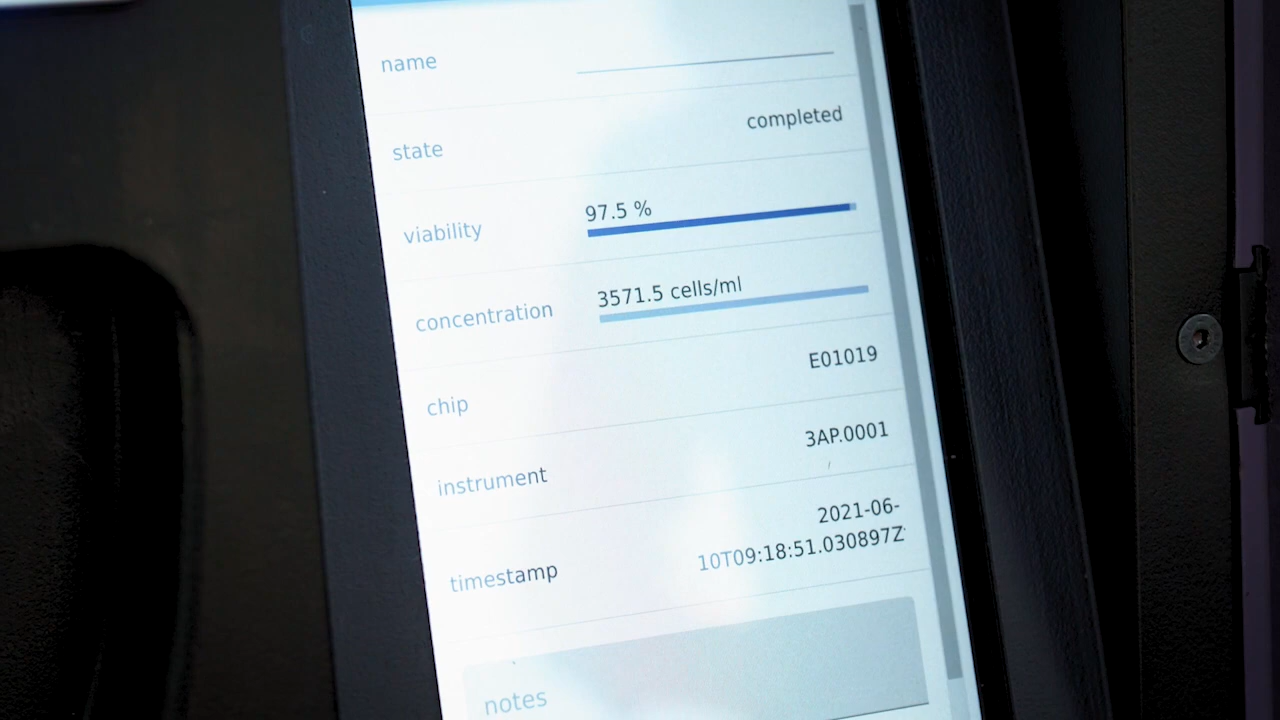 name
state
completed
viability
97.5 %
concentration
3571.5 cells/ml
chip
E01019
instrument
3AP.0001
timestamp
2021-06-
10T09:18:51.030897Z
notes